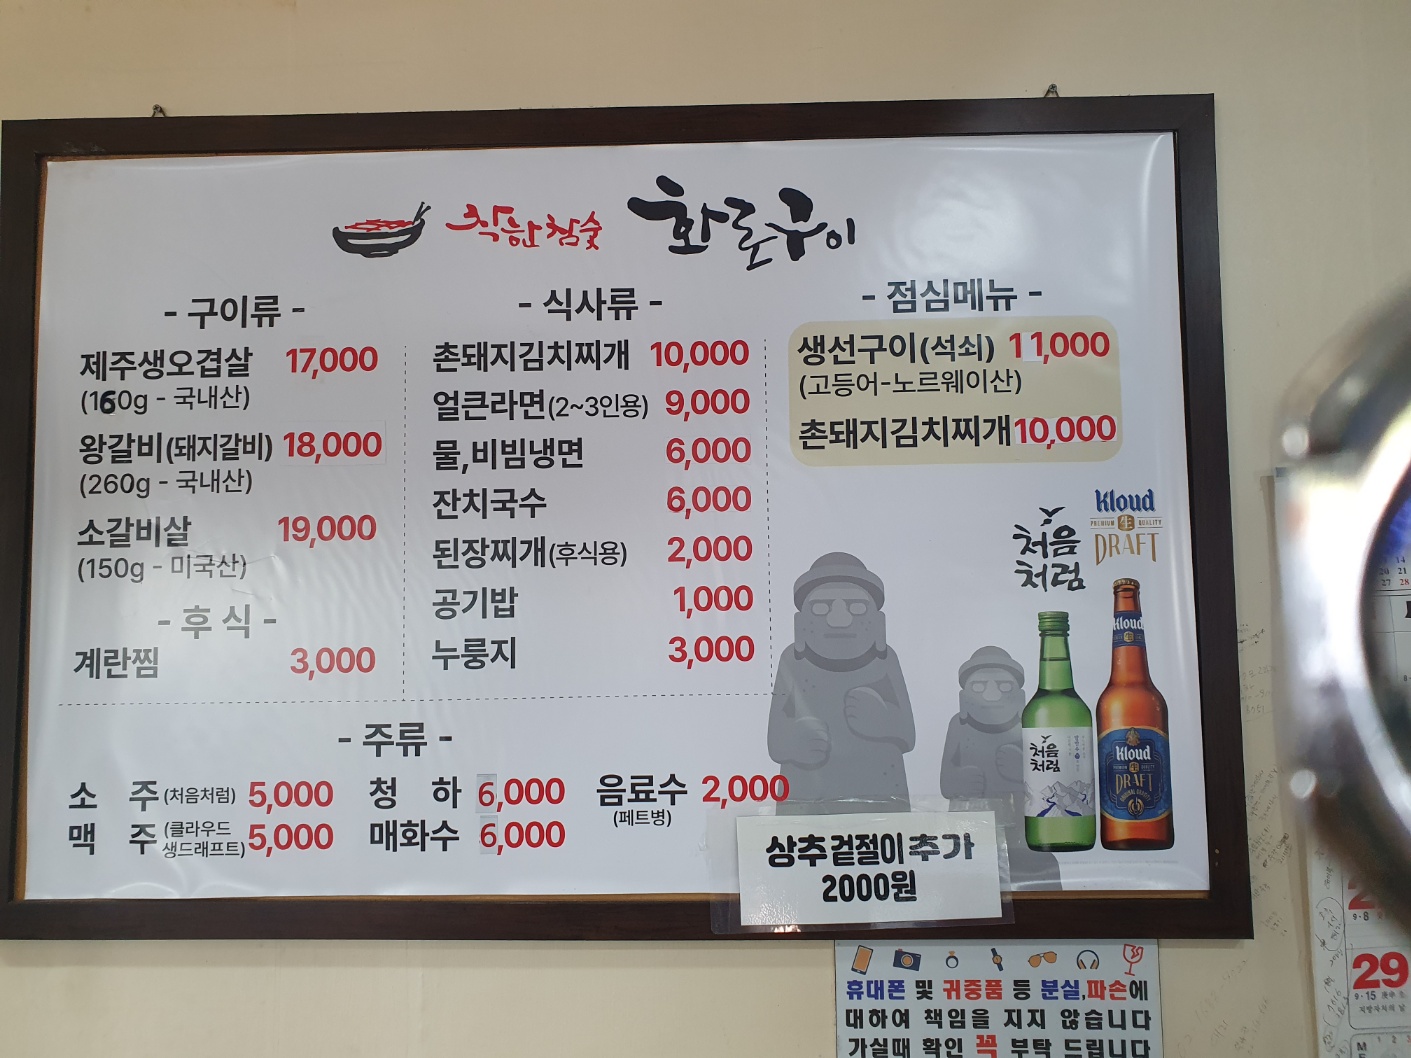 착한참숯 화로구이
- 구이류 -
제주생오겹살 17,000
(160g - 국내산)
왕갈비(돼지갈비) 18,000
(260g - 국내산)
소갈비살 19,000
(150g - 미국산)
- 후 식 -
계란찜 3,000
- 식사류 -
촌돼지김치찌개 10,000
얼큰라면(2~3인용) 9,000
물,비빔냉면 6,000
잔치국수 6,000
된장찌개(후식용) 2,000
공기밥 1,000
누룽지 3,000
- 점심메뉴 -
생선구이(석쇠) 11,000
(고등어-노르웨이산)
촌돼지김치찌개 10,000
처음
처럼
Kloud
PREMIUM 生 QUALITY
DRAFT
처음
처럼
Kloud
Kloud
DRAFT
- 주류 -
소 주 (처음처럼) 5,000
맥 주 (클라우드 생드래프트) 5,000
청 하 6,000
매화수 6,000
음료수 2,000
(페트병)
상추 겉절이 추가
2000원
휴대폰 및 귀중품 등 분실,파손에
대하여 책임을 지지 않습니다
가실때 확인 꼭 부탁 드립니다
29